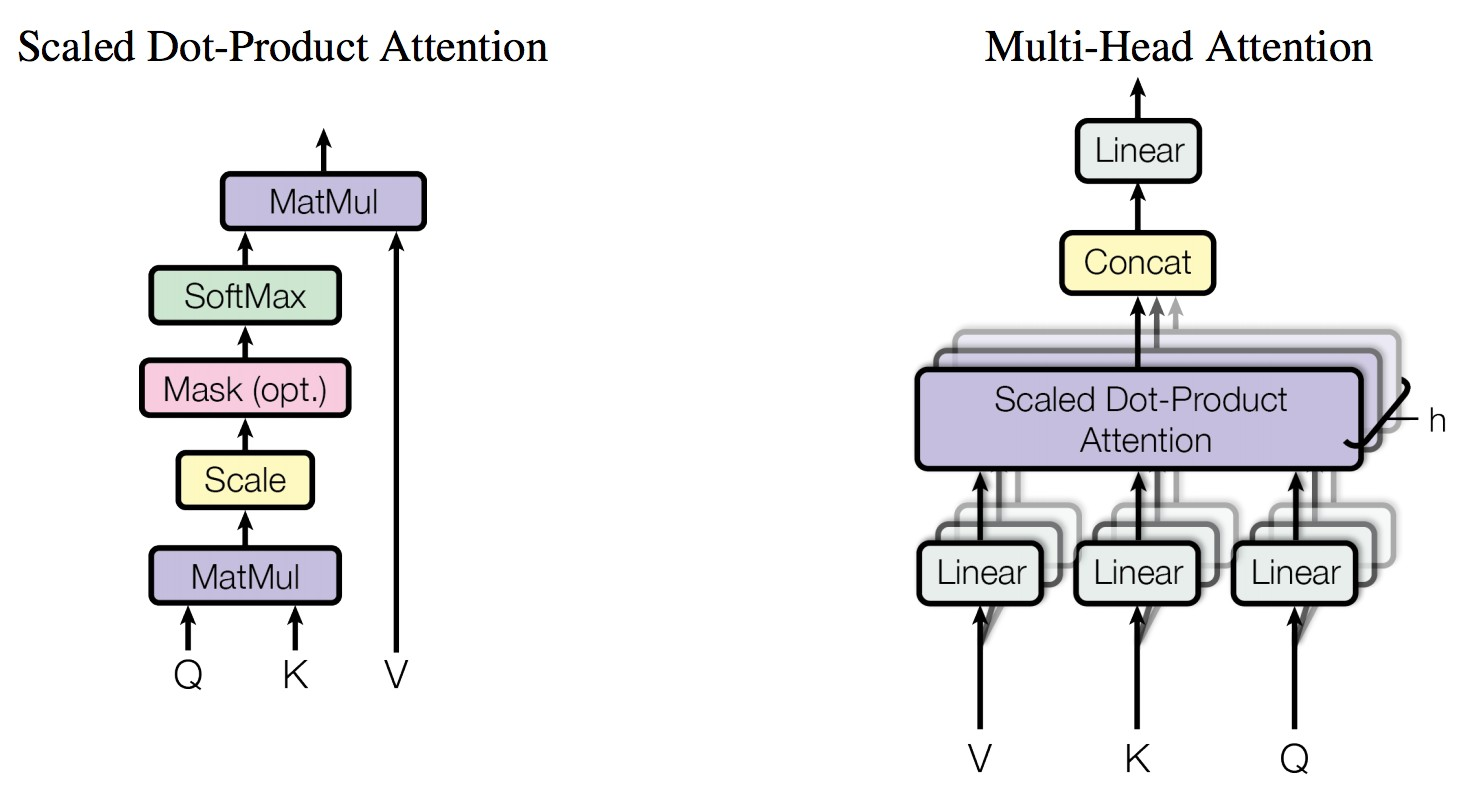 Scaled Dot-Product Attention
MatMul
SoftMax
Mask (opt.)
Scale
MatMul
Q K V
Multi-Head Attention
Linear
Concat
Scaled Dot-Product
Attention
h
Linear Linear Linear
V K Q